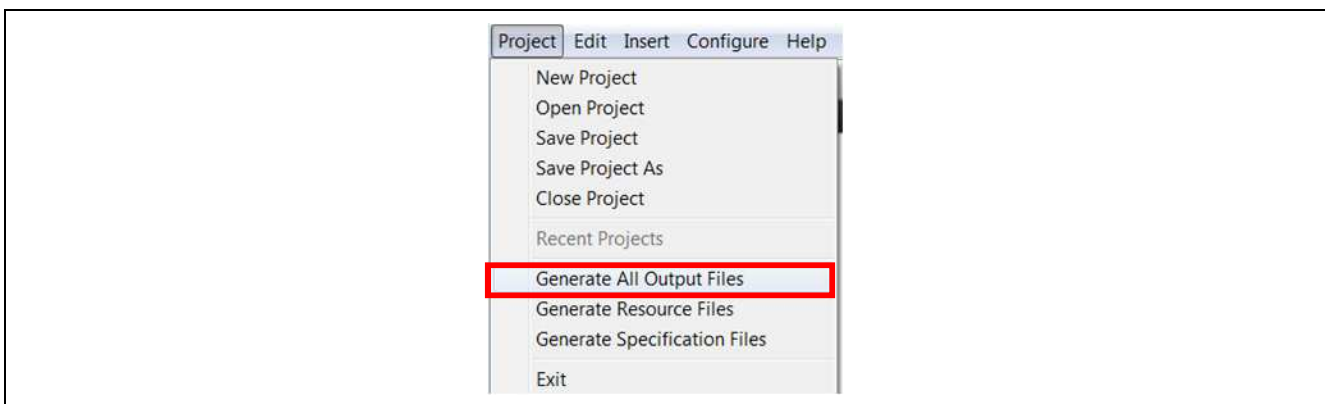 Project Edit Insert Configure Help
New Project
Open Project
Save Project
Save Project As
Close Project
Recent Projects
Generate All Output Files
Generate Resource Files
Generate Specification Files
Exit